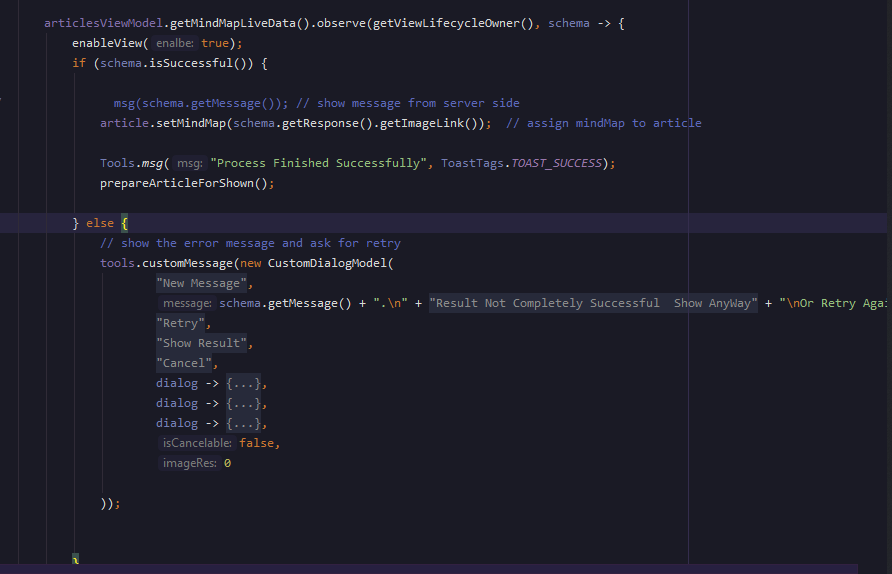 articlesViewModel.getMindMapLiveData().observe(getViewLifecycleOwner(), schema -> {
enableView( enalbe: true);
if (schema.isSuccessful()) {
msg(schema.getMessage()); // show message from server side
article.setMindMap(schema.getResponse().getImageLink());  // assign mindMap to article
Tools.msg( msg: "Process Finished Successfully", ToastTags.TOAST_SUCCESS);
prepareArticleForShown();
} else {
// show the error message and ask for retry
tools.customMessage(new CustomDialogModel(
"New Message",
message: schema.getMessage() + ".\n" + "Result Not Completely Successful  Show AnyWay" + "\nOr Retry Agai
"Retry",
"Show Result",
"Cancel",
dialog -> {...},
dialog -> {...},
dialog -> {...},
isCancelable: false,
imageRes: 0
));
}